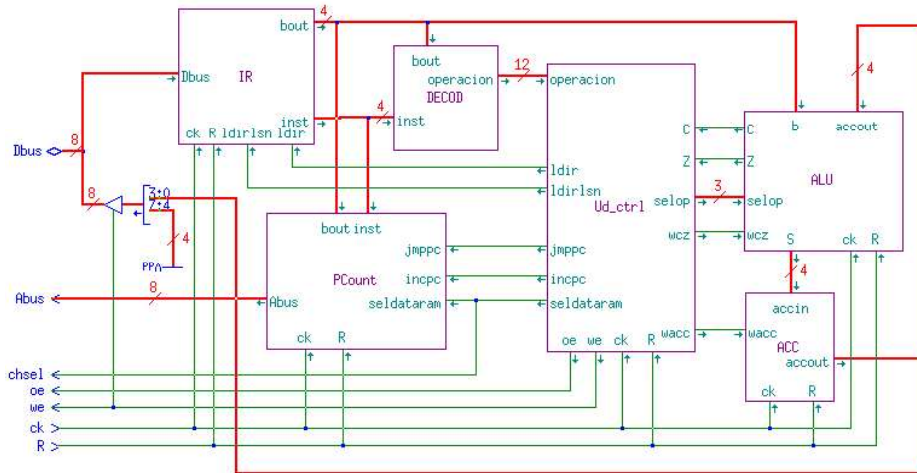 4
bout
bout
12
Dbus
IR
operacion
operacion
DECOD
4
4
inst
inst
ck R ldirlsn ldir
C
C
b
accout
8
Dbus
Z
Z
ldir
ALU
ldirlsn
3
8
3:0
7:4
Ud_ctrl
selop
selop
bout inst
4
jmppc
jmppc
wcz
wcz
S
ck
R
PPA
incpc
incpc
4
8
PCount
Abus
Abus
seldataram
seldataram
accin
ck
R
oe
we
ck
R
wacc
wacc
ACC
accout
chsel
oe
ck
R
we
ck
R